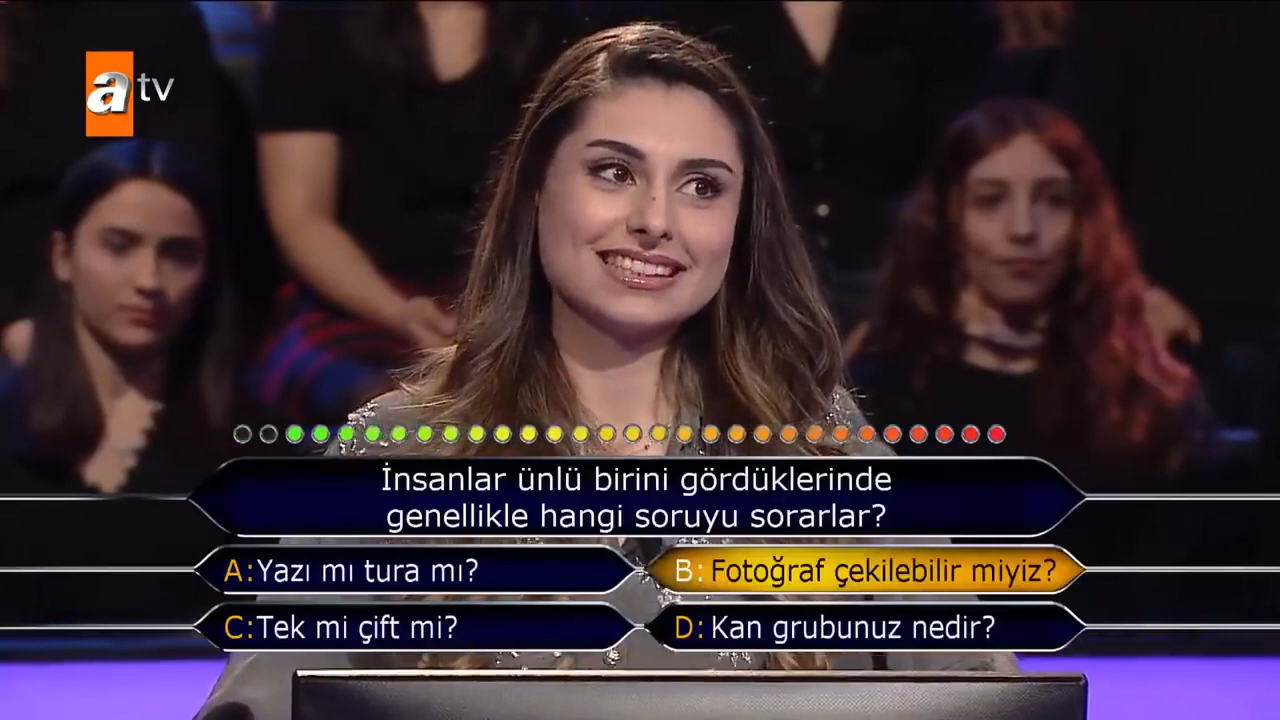 atv
İnsanlar ünlü birini gördüklerinde
genellikle hangi soruyu sorarlar?
A: Yazı mı tura mı?
B: Fotoğraf çekilebilir miyiz?
C: Tek mi çift mi?
D: Kan grubunuz nedir?